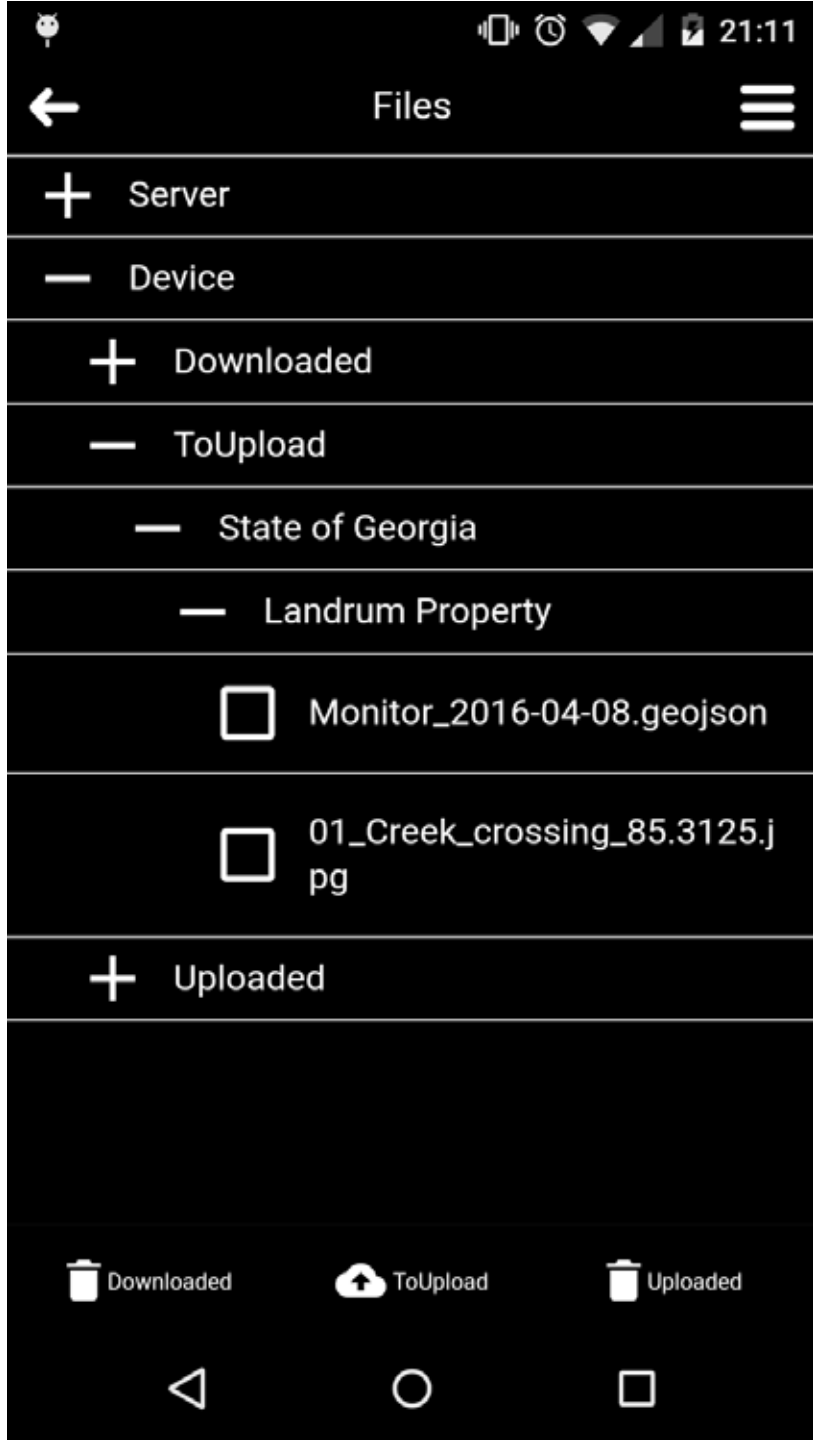 21:11
Files
Server
Device
Downloaded
ToUpload
State of Georgia
Landrum Property
Monitor_2016-04-08.geojson
01_Creek_crossing_85.3125.j
pg
Uploaded
Downloaded
ToUpload
Uploaded